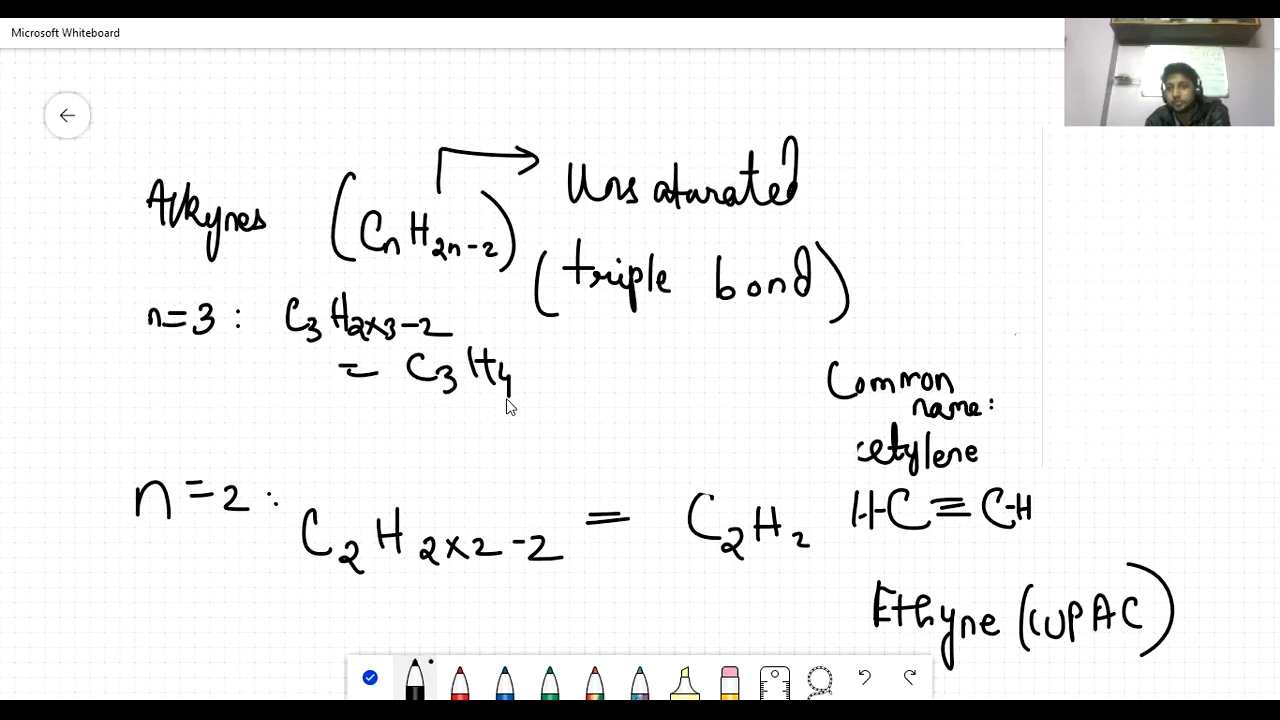 Microsoft Whiteboard
Alkynes (CnH2n-2) → Unsaturated
(triple bond)
n=3: C3H2x3-2
= C3H4
Common
name:
cetylene
n=2: C2H2x2-2 = C2H2 H-C≡C-H
Ethyne (IUPAC)